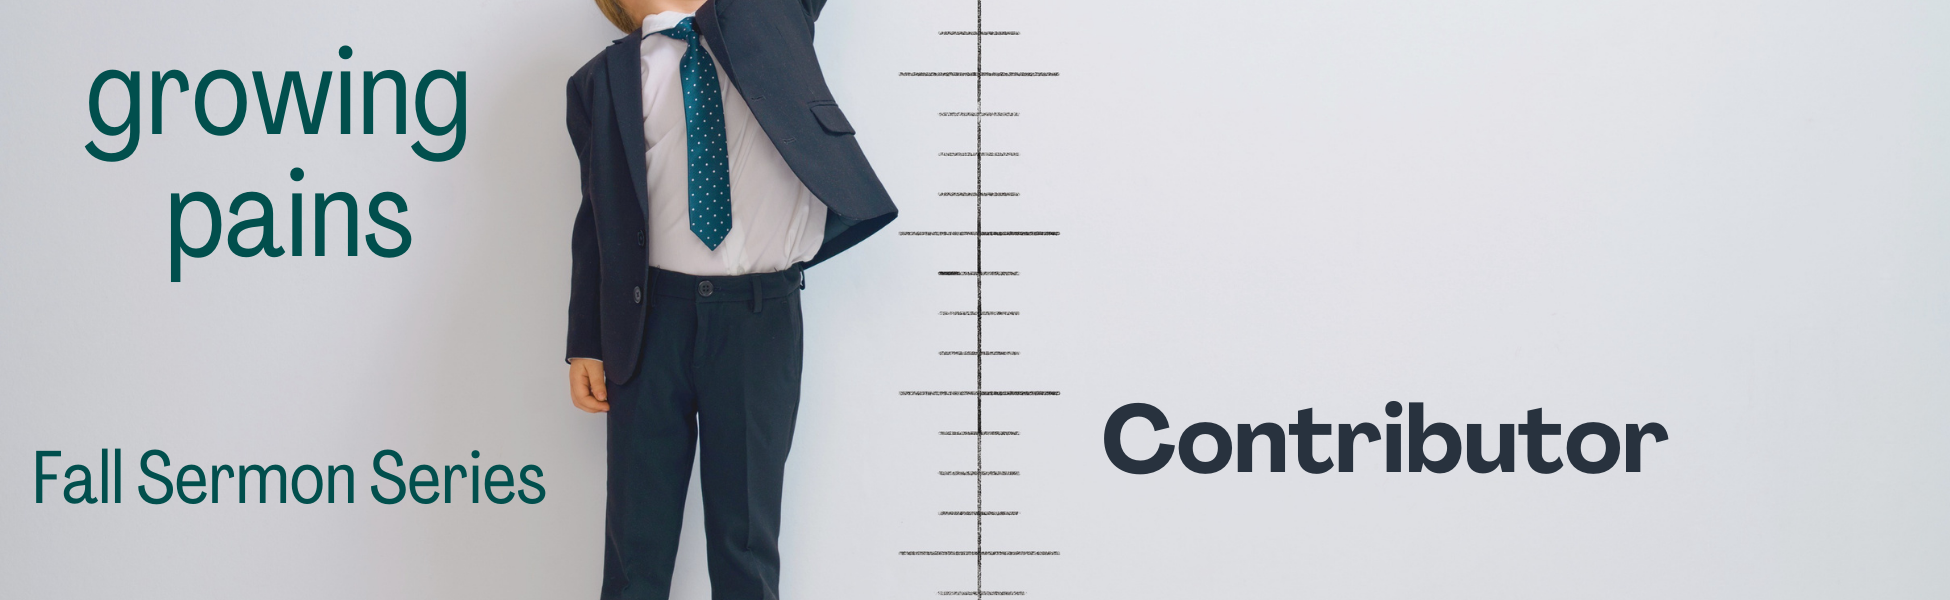 growing
pains
Fall Sermon Series
Contributor